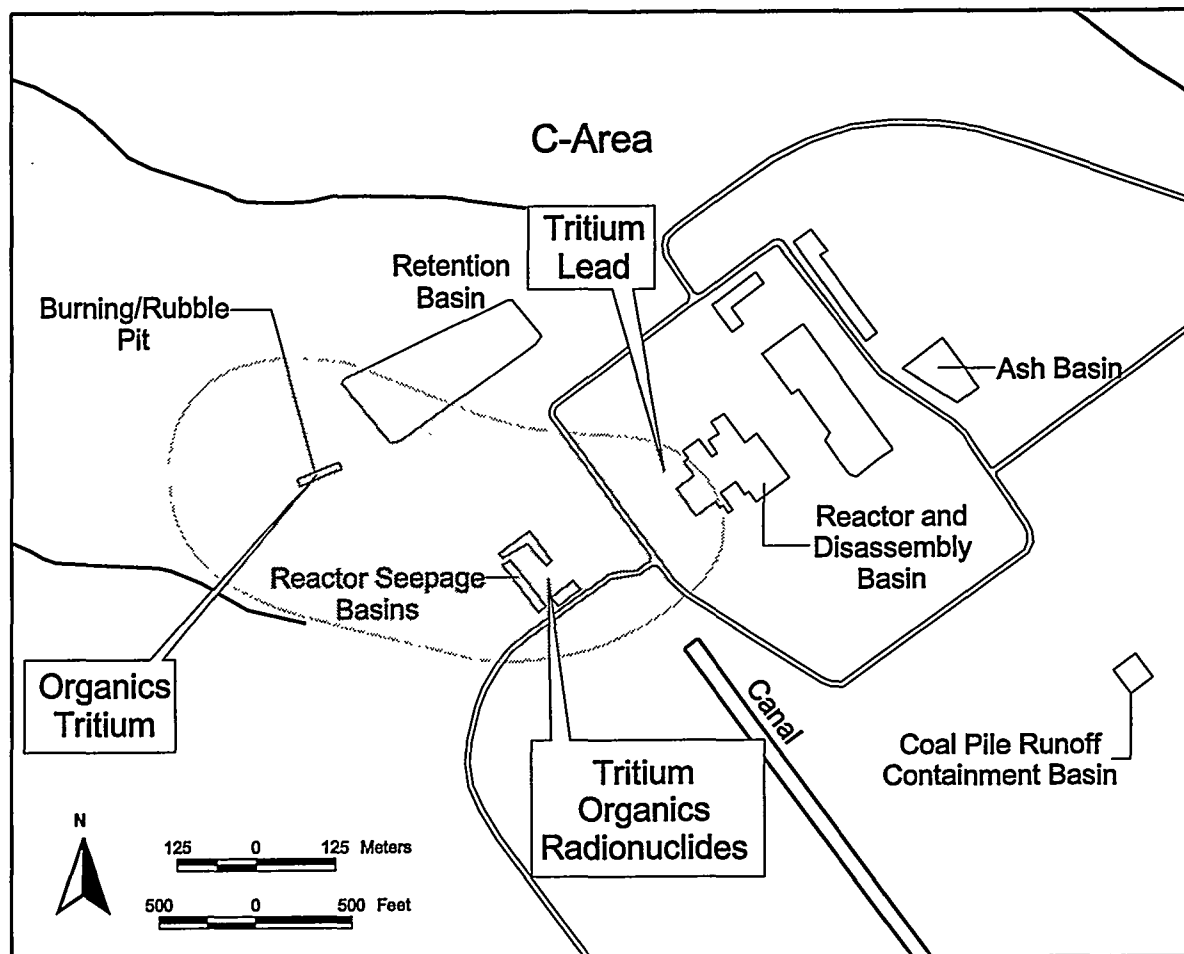 C-Area
Tritium
Lead
Retention
Basin
Burning/Rubble
Pit
Ash Basin
Reactor and
Disassembly
Basin
Reactor Seepage
Basins
Organics
Tritium
Canal
Tritium
Organics
Radionuclides
Coal Pile Runoff
Containment Basin
N
125 0 125 Meters
500 0 500 Feet